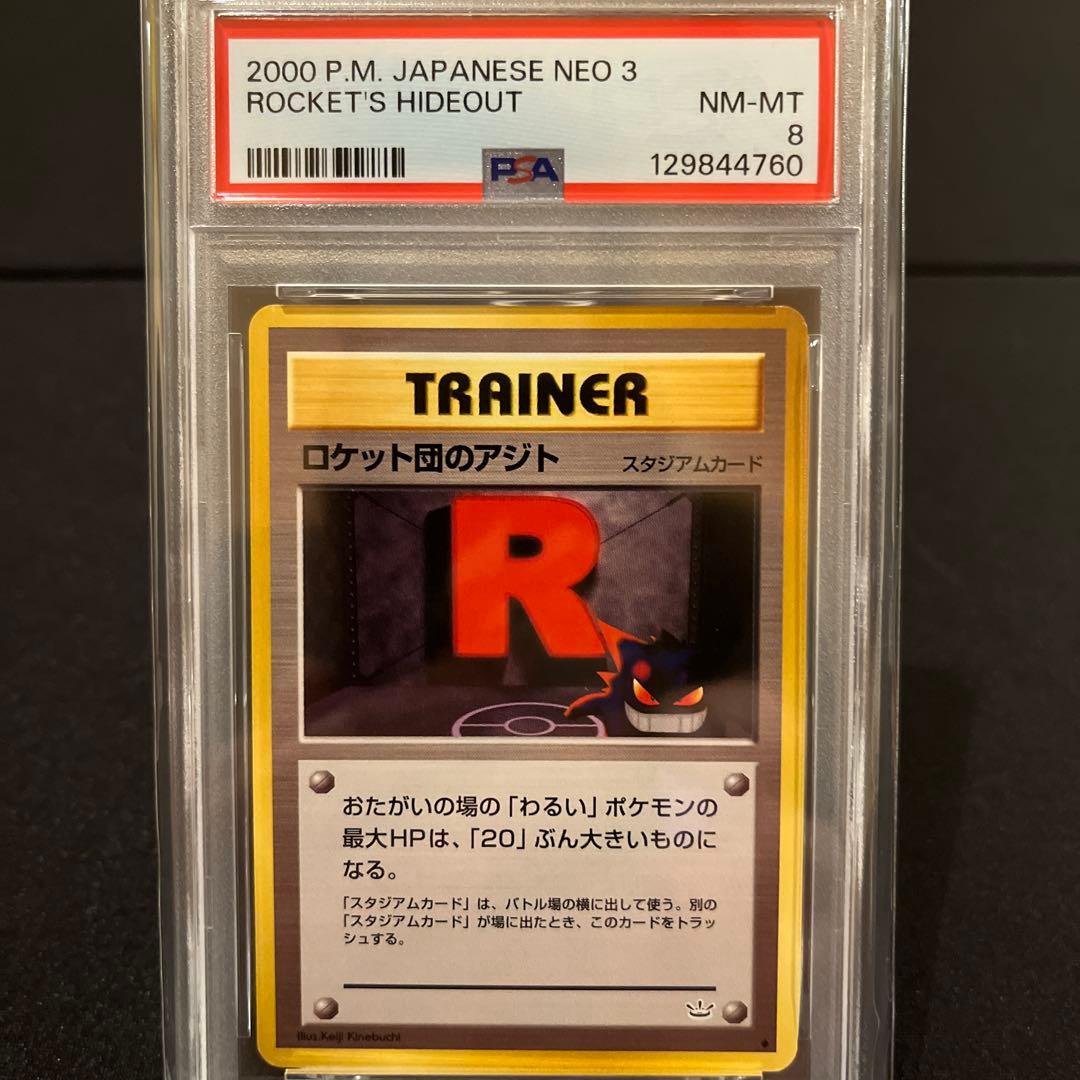 2000 P.M. JAPANESE NEO 3
ROCKET'S HIDEOUT NM-MT
8
PSA 129844760
TRAINER
ロケット団のアジト スタジアムカード
R
おたがいの場の「わるい」ポケモンの
最大HPは、「20」ぶん大きいものに
なる。
「スタジアムカード」は、バトル場の横に出して使う。別の
「スタジアムカード」が場に出たとき、このカードをトラッ
シュする。
Illus. Keiji Kinebuchi